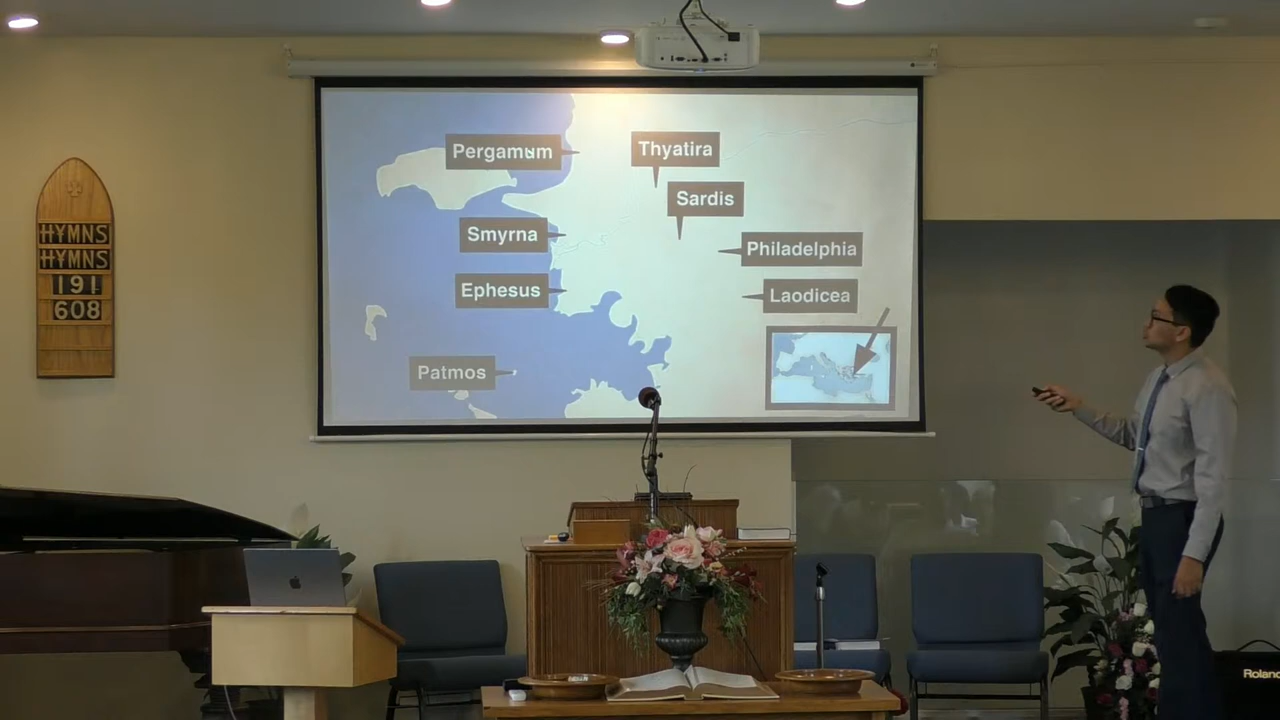 Pergamum
Thyatira
Sardis
Smyrna
Philadelphia
Ephesus
Laodicea
Patmos
HYMNS
HYMNS
191
608
Roland